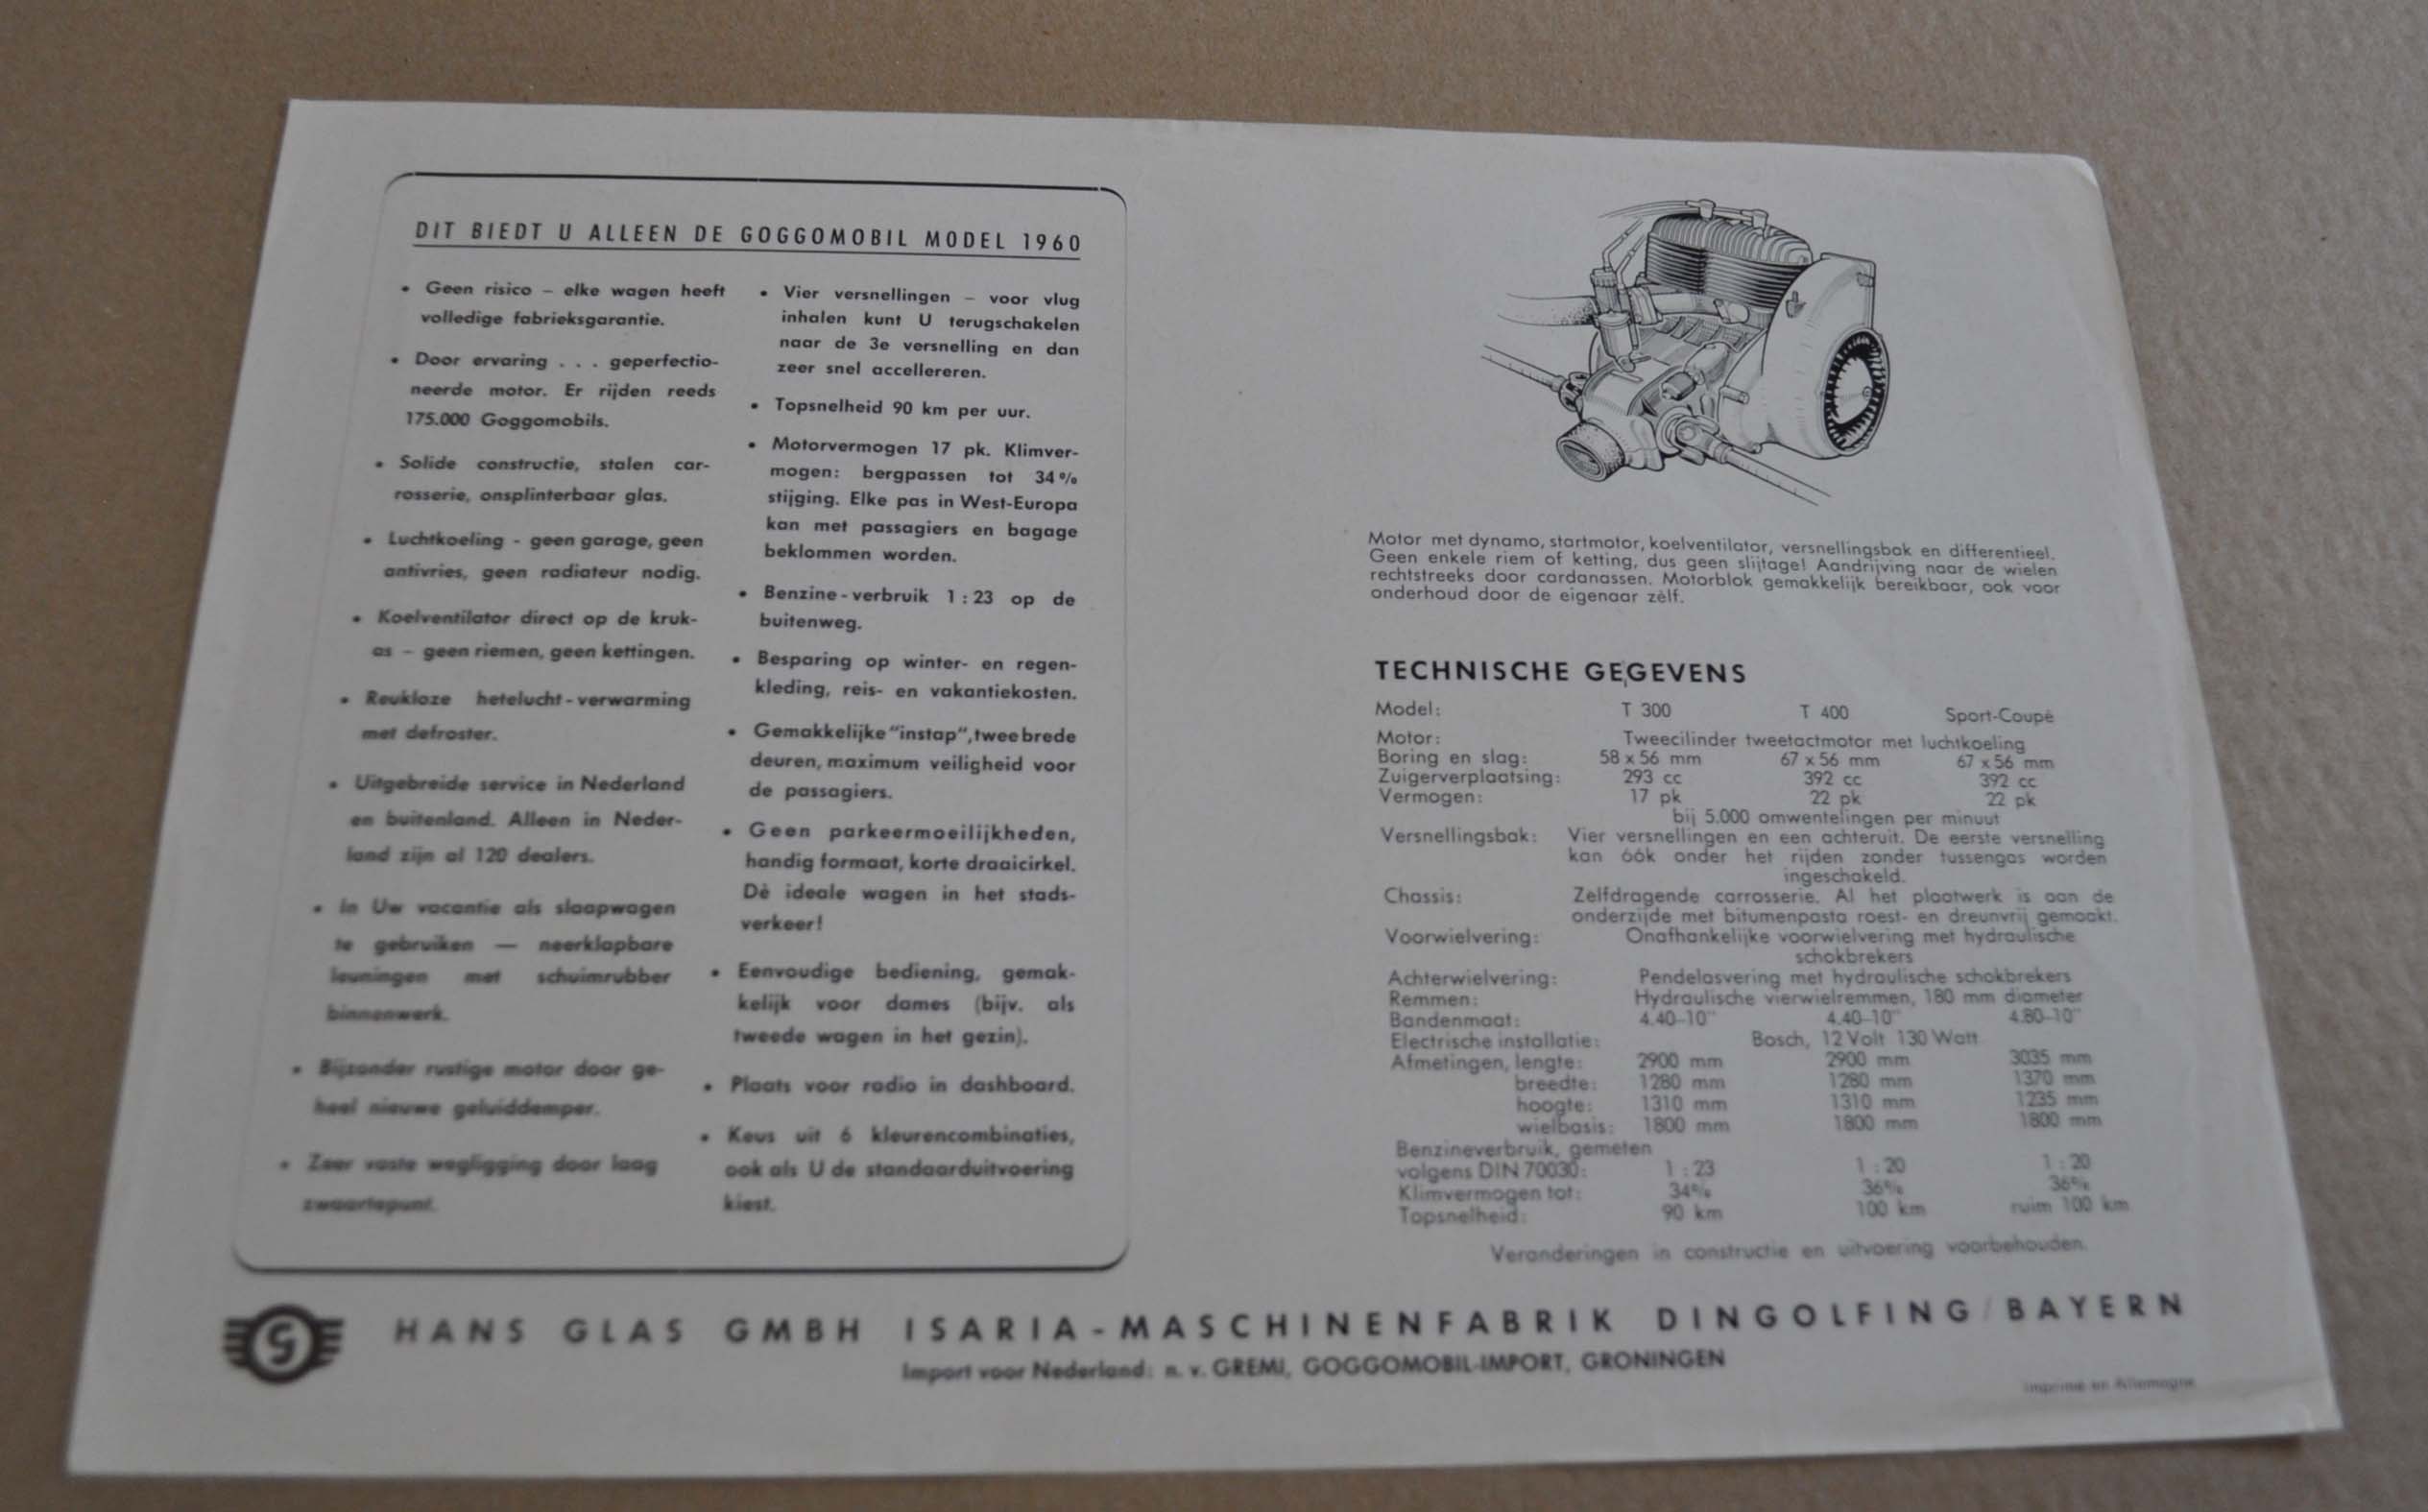 DIT BIEDT U ALLEEN DE GOGGOMOBIL MODEL 1960
• Geen risico – elke wagen heeft
volledige fabrieksgarantie.
• Door ervaring . . . geperfectio-
neerde motor. Er rijden reeds
175.000 Goggomobils.
• Solide constructie, stalen car-
rosserie, onsplinterbaar glas.
• Luchtkoeling - geen garage, geen
antivries, geen radiateur nodig.
• Koelventilator direct op de kruk-
as – geen riemen, geen kettingen.
• Reukloze hetelucht-verwarming
met defroster.
• Uitgebreide service in Nederland
en buitenland. Alleen in Neder-
land zijn al 120 dealers.
• In Uw vacantie als slaapwagen
te gebruiken — neerklapbare
leuningen met schuimrubber
binnenwerk.
• Bijzonder rustige motor door ge-
heel nieuwe geluiddemper.
• Zeer vaste wegligging door laag
zwaartepunt.
• Vier versnellingen – voor vlug
inhalen kunt U terugschakelen
naar de 3e versnelling en dan
zeer snel accellereren.
• Topsnelheid 90 km per uur.
• Motorvermogen 17 pk. Klimver-
mogen: bergpassen tot 34%
stijging. Elke pas in West-Europa
kan met passagiers en bagage
beklommen worden.
• Benzine-verbruik 1:23 op de
buitenweg.
• Besparing op winter- en regen-
kleding, reis- en vakantiekosten.
• Gemakkelijke "instap", twee brede
deuren, maximum veiligheid voor
de passagiers.
• Geen parkeermoeilijkheden,
handig formaat, korte draaicirkel.
Dè ideale wagen in het stads-
verkeer!
• Eenvoudige bediening, gemak-
kelijk voor dames (bijv. als
tweede wagen in het gezin).
• Plaats voor radio in dashboard.
• Keus uit 6 kleurencombinaties,
ook als U de standaarduitvoering
kiest.
Motor met dynamo, startmotor, koelventilator, versnellingsbak en differentieel.
Geen enkele riem of ketting, dus geen slijtage! Aandrijving naar de wielen
rechtstreeks door cardanassen. Motorblok gemakkelijk bereikbaar, ook voor
onderhoud door de eigenaar zèlf.
TECHNISCHE GEGEVENS
Model: T 300 T 400 Sport-Coupé
Motor: Tweecilinder tweetactmotor met luchtkoeling
Boring en slag: 58 x 56 mm 67 x 56 mm 67 x 56 mm
Zuigerverplaatsing: 293 cc 392 cc 392 cc
Vermogen: 17 pk 22 pk 22 pk
bij 5.000 omwentelingen per minuut
Versnellingsbak: Vier versnellingen en een achteruit. De eerste versnelling
kan óók onder het rijden zonder tussengas worden
ingeschakeld.
Chassis: Zelfdragende carrosserie. Al het plaatwerk is aan de
onderzijde met bitumenpasta roest- en dreunvrij gemaakt.
Voorwielvering: Onafhankelijke voorwielvering met hydraulische
schokbrekers
Achterwielvering: Pendelasvering met hydraulische schokbrekers
Remmen: Hydraulische vierwielremmen, 180 mm diameter
Bandenmaat: 4.40–10" 4.40–10" 4.80–10"
Electrische installatie: Bosch, 12 Volt 130 Watt
Afmetingen, lengte: 2900 mm 2900 mm 3035 mm
breedte: 1280 mm 1280 mm 1370 mm
hoogte: 1310 mm 1310 mm 1235 mm
wielbasis: 1800 mm 1800 mm 1800 mm
Benzineverbruik, gemeten
volgens DIN 70030: 1 : 23 1 : 20 1 : 20
Klimvermogen tot: 34% 36% 36%
Topsnelheid: 90 km 100 km ruim 100 km
Veranderingen in constructie en uitvoering voorbehouden.
G HANS GLAS GMBH ISARIA-MASCHINENFABRIK DINGOLFING/BAYERN
Import voor Nederland: n. v. GREMI, GOGGOMOBIL-IMPORT, GRONINGEN
Imprimé en Allemagne